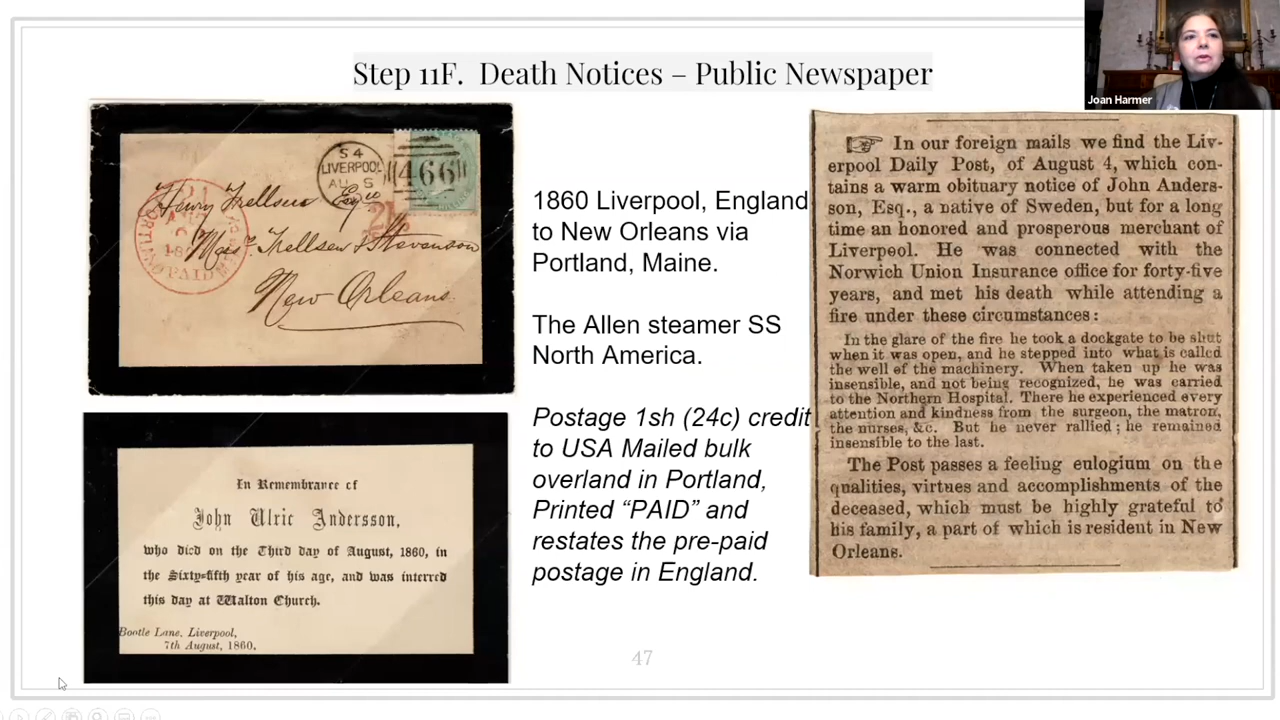 Joan Harmer
Step 11F. Death Notices – Public Newspaper
S4
LIVERPOOL
AU 5
466
Henry Trellsen Esqre
Trellsen & Stevenson
New Orleans
PAID
1860 Liverpool, England
to New Orleans via
Portland, Maine.
The Allen steamer SS
North America.
Postage 1sh (24c) credit
to USA Mailed bulk
overland in Portland,
Printed “PAID” and
restates the pre-paid
postage in England.
In Remembrance of
John Ulric Andersson,
who died on the Third day of August, 1860, in
the Sixty=fifth year of his age, and was interred
this day at Walton Church.
Bootle Lane, Liverpool,
7th August, 1860,
In our foreign mails we find the Liv-
erpool Daily Post, of August 4, which con-
tains a warm obituary notice of John Anders-
son, Esq., a native of Sweden, but for a long
time an honored and prosperous merchant of
Liverpool. He was connected with the
Norwich Union Insurance office for forty-five
years, and met his death while attending a
fire under these circumstances:
In the glare of the fire he took a dockgate to be shut
when it was open, and he stepped into what is called
the well of the machinery. When taken up he was
insensible, and not being recognized, he was carried
to the Northern Hospital. There he experienced every
attention and kindness from the surgeon, the matron,
the nurses, &c. But he never rallied; he remained
insensible to the last.
The Post passes a feeling eulogium on the
qualities, virtues and accomplishments of the
deceased, which must be highly grateful to
his family, a part of which is resident in New
Orleans.
47